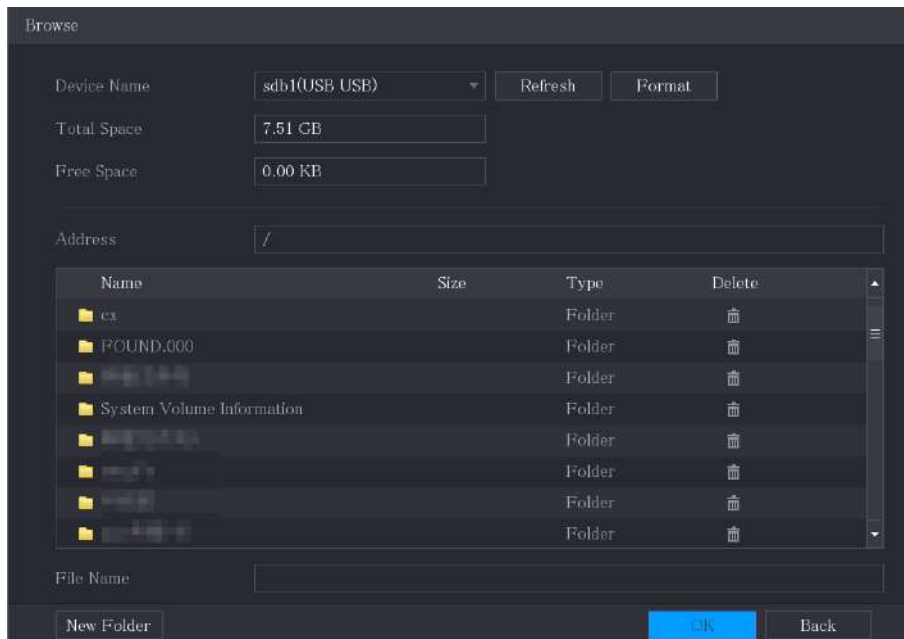 Browse
Device Name sdb1(USB USB) Refresh Format
Total Space 7.51 GB
Free Space 0.00 KB
Address /
Name Size Type Delete
cx Folder
FOUND.000 Folder
Folder
System Volume Information Folder
Folder
Folder
Folder
Folder
File Name
New Folder OK Back